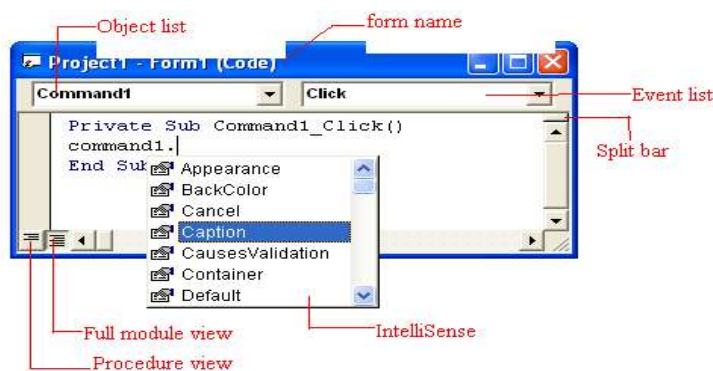 Object list
form name
Project1 - Form1 (Code)
Command1
Click
Event list
Private Sub Command1_Click()
command1.
End Sub
Split bar
Appearance
BackColor
Cancel
Caption
CausesValidation
Container
Default
Full module view
IntelliSense
Procedure view